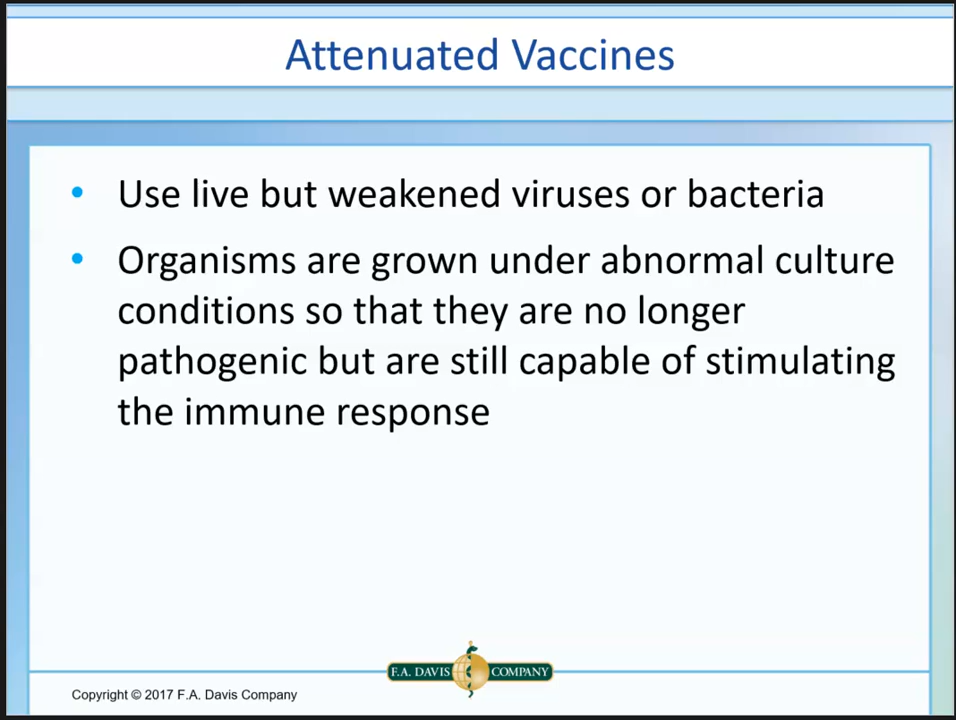 Attenuated Vaccines
• Use live but weakened viruses or bacteria
• Organisms are grown under abnormal culture
conditions so that they are no longer
pathogenic but are still capable of stimulating
the immune response
F.A. DAVIS COMPANY
Copyright © 2017 F.A. Davis Company